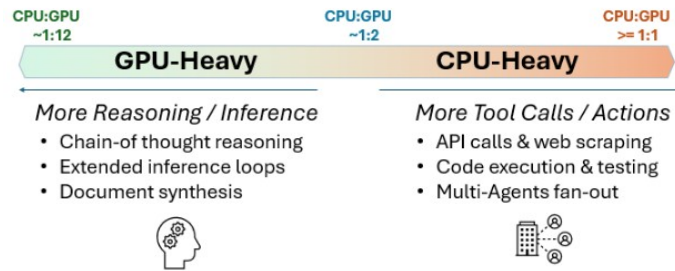 CPU:GPU
~1:12
CPU:GPU
~1:2
CPU:GPU
>= 1:1
GPU-Heavy
CPU-Heavy
More Reasoning / Inference
• Chain-of thought reasoning
• Extended inference loops
• Document synthesis
More Tool Calls / Actions
• API calls & web scraping
• Code execution & testing
• Multi-Agents fan-out